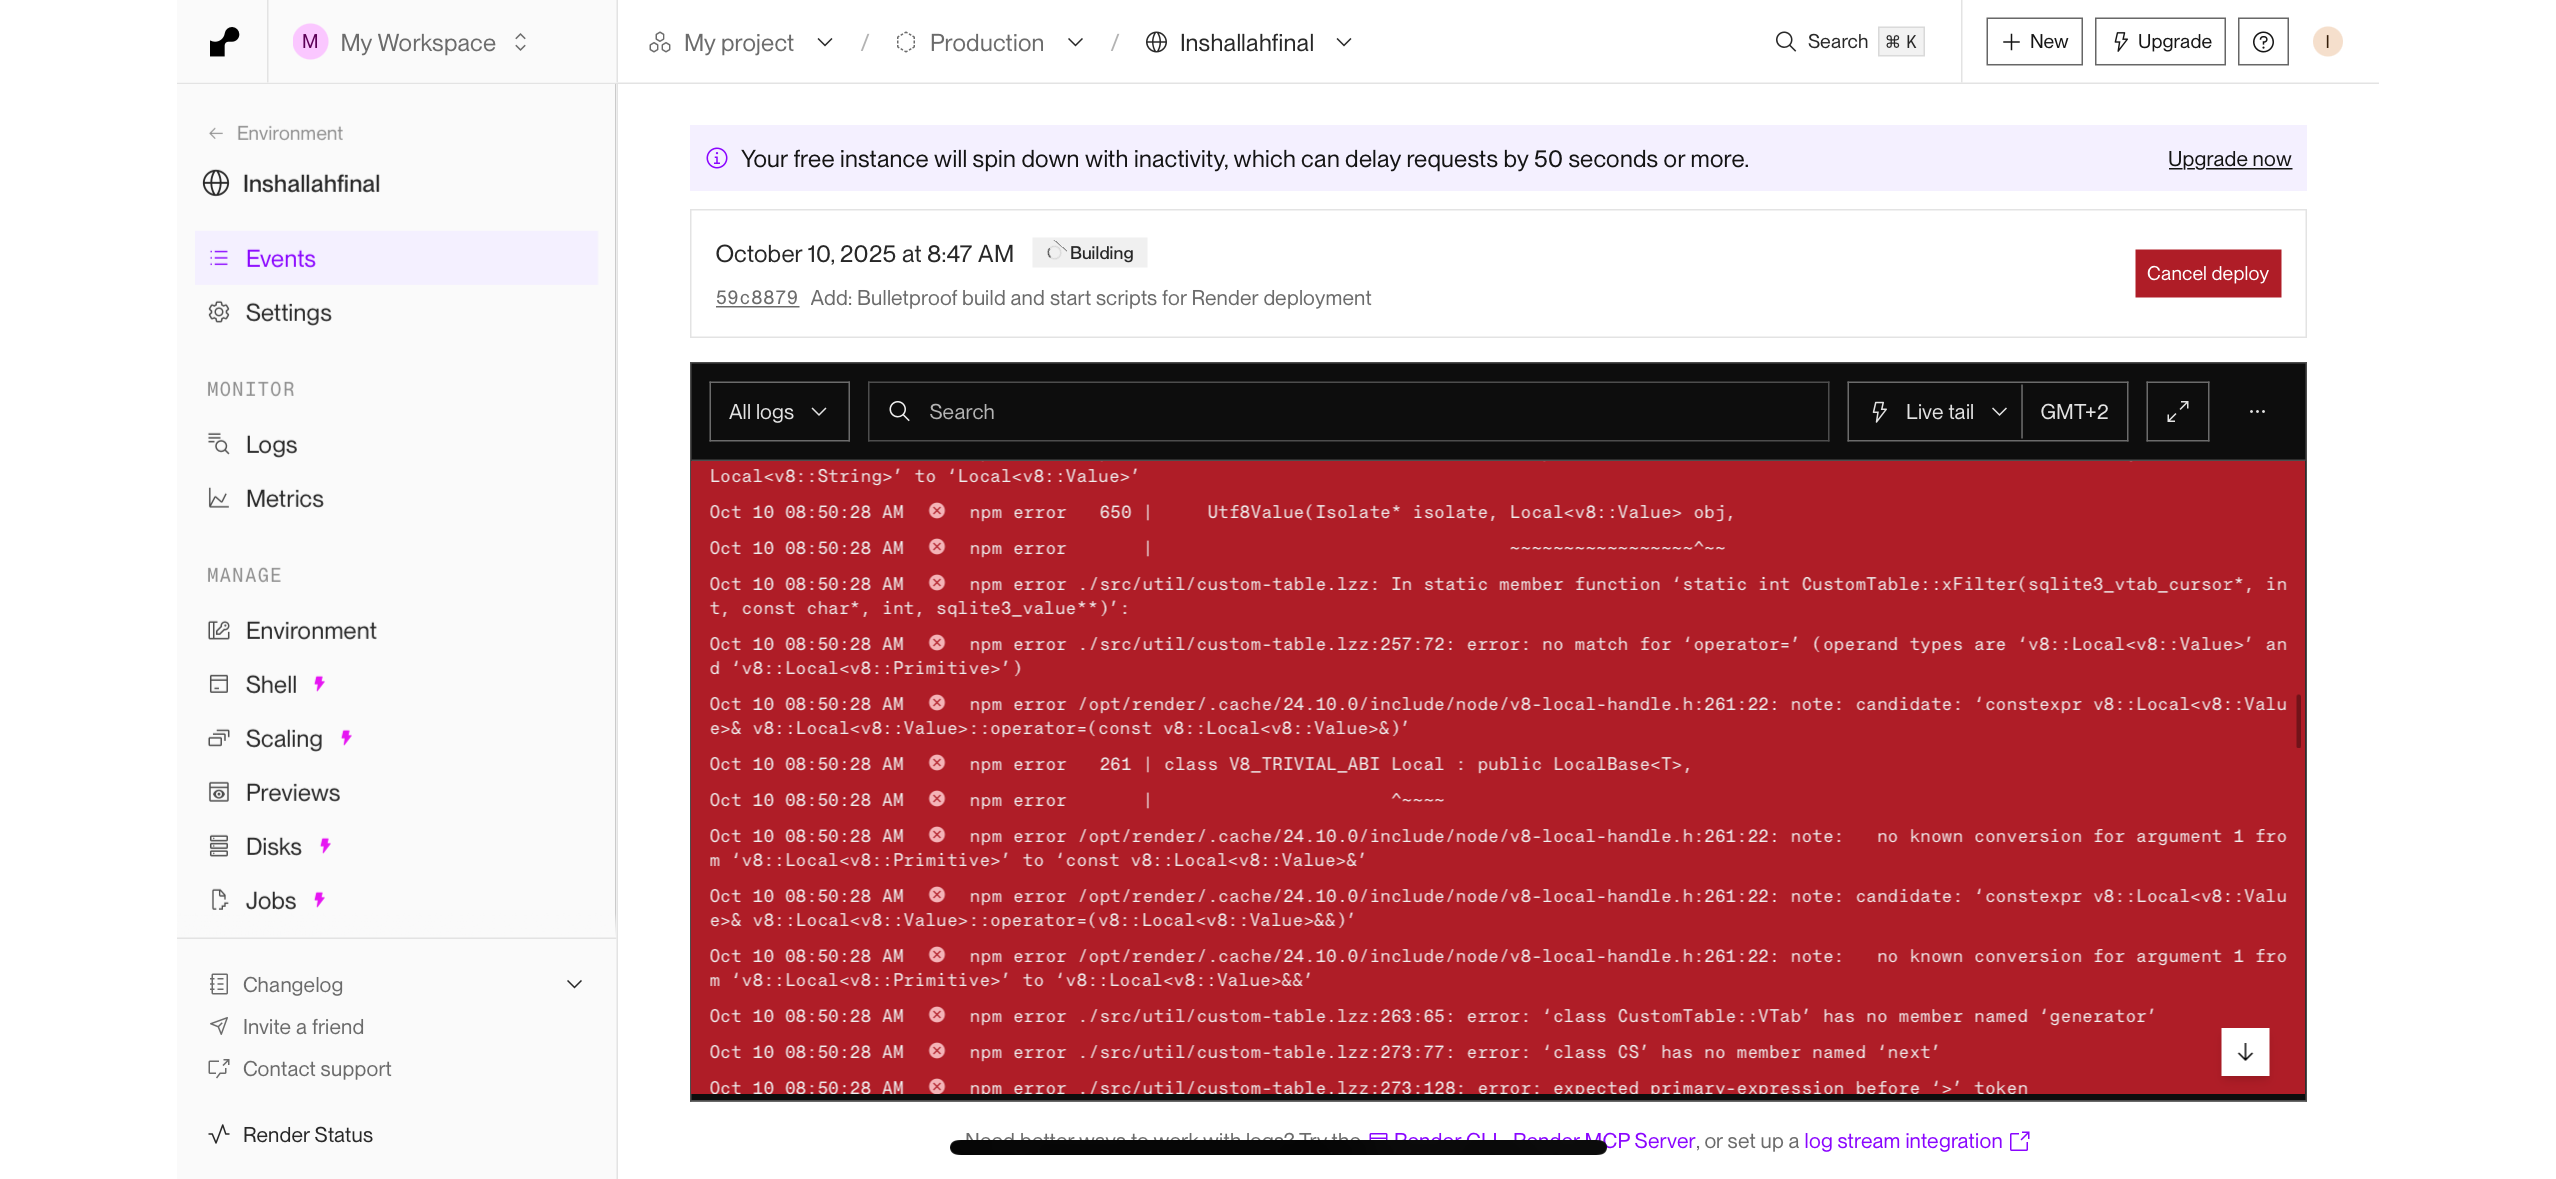 M My Workspace
My project / Production / Inshallahfinal
Search ⌘ K
+ New
Upgrade
I
← Environment
Inshallahfinal
Events
Settings
MONITOR
Logs
Metrics
MANAGE
Environment
Shell
Scaling
Previews
Disks
Jobs
Changelog
Invite a friend
Contact support
Render Status
Your free instance will spin down with inactivity, which can delay requests by 50 seconds or more.
Upgrade now
October 10, 2025 at 8:47 AM Building
59c8879 Add: Bulletproof build and start scripts for Render deployment
Cancel deploy
All logs
Search
Live tail
GMT+2
Local<v8::String>’ to ‘Local<v8::Value>’
Oct 10 08:50:28 AM npm error   650 |     Utf8Value(Isolate* isolate, Local<v8::Value> obj,
Oct 10 08:50:28 AM npm error       |                                 ~~~~~~~~~~~~~~~~~^~~
Oct 10 08:50:28 AM npm error ./src/util/custom-table.lzz: In static member function ‘static int CustomTable::xFilter(sqlite3_vtab_cursor*, in
t, const char*, int, sqlite3_value**)’:
Oct 10 08:50:28 AM npm error ./src/util/custom-table.lzz:257:72: error: no match for ‘operator=’ (operand types are ‘v8::Local<v8::Value>’ an
d ‘v8::Local<v8::Primitive>’)
Oct 10 08:50:28 AM npm error /opt/render/.cache/24.10.0/include/node/v8-local-handle.h:261:22: note: candidate: ‘constexpr v8::Local<v8::Valu
e>& v8::Local<v8::Value>::operator=(const v8::Local<v8::Value>&)’
Oct 10 08:50:28 AM npm error   261 | class V8_TRIVIAL_ABI Local : public LocalBase<T>,
Oct 10 08:50:28 AM npm error       |                      ^~~~~
Oct 10 08:50:28 AM npm error /opt/render/.cache/24.10.0/include/node/v8-local-handle.h:261:22: note:   no known conversion for argument 1 fro
m ‘v8::Local<v8::Primitive>’ to ‘const v8::Local<v8::Value>&’
Oct 10 08:50:28 AM npm error /opt/render/.cache/24.10.0/include/node/v8-local-handle.h:261:22: note: candidate: ‘constexpr v8::Local<v8::Valu
e>& v8::Local<v8::Value>::operator=(v8::Local<v8::Value>&&)’
Oct 10 08:50:28 AM npm error /opt/render/.cache/24.10.0/include/node/v8-local-handle.h:261:22: note:   no known conversion for argument 1 fro
m ‘v8::Local<v8::Primitive>’ to ‘v8::Local<v8::Value>&&’
Oct 10 08:50:28 AM npm error ./src/util/custom-table.lzz:263:65: error: ‘class CustomTable::VTab’ has no member named ‘generator’
Oct 10 08:50:28 AM npm error ./src/util/custom-table.lzz:273:77: error: ‘class CS’ has no member named ‘next’
Oct 10 08:50:28 AM npm error ./src/util/custom-table.lzz:273:128: error: expected primary-expression before ‘>’ token
Need better ways to work with logs? Try the Render CLI, Render MCP Server, or set up a log stream integration